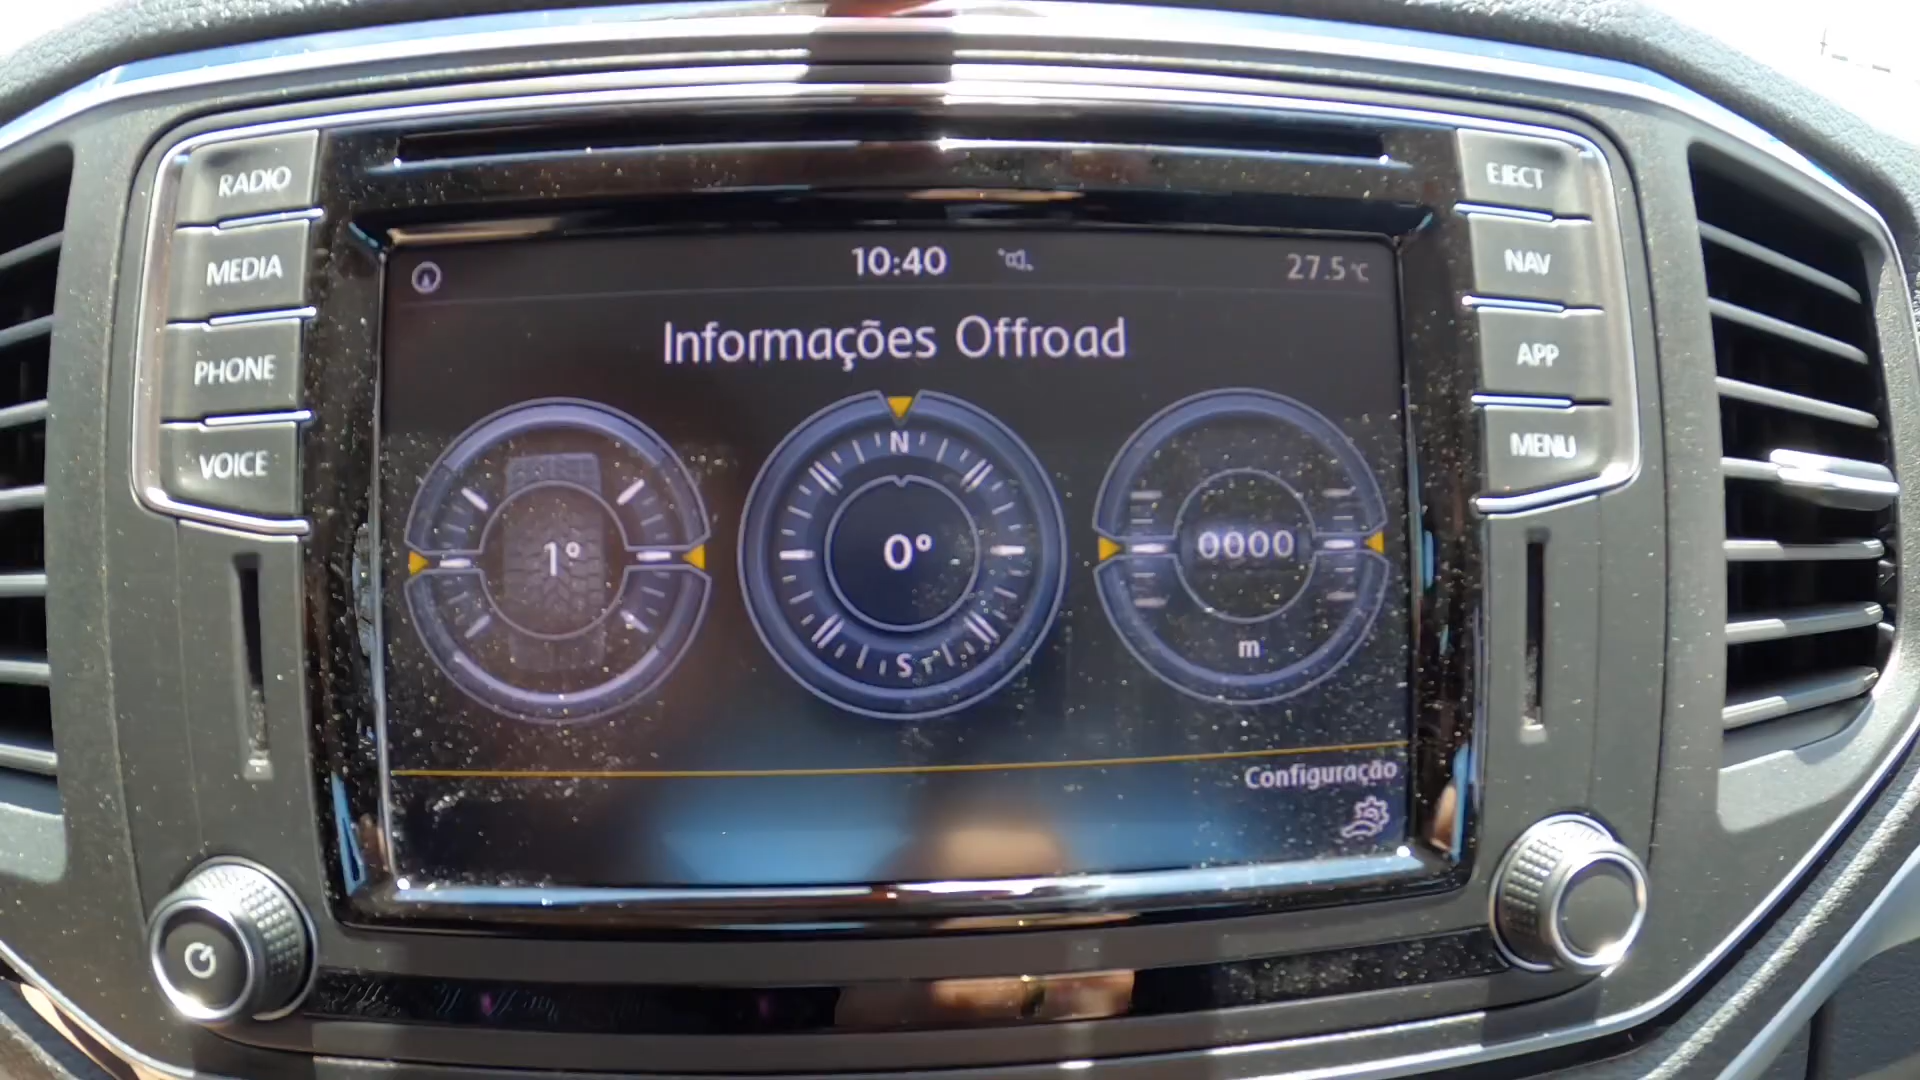 RADIO
MEDIA
PHONE
VOICE
EJECT
NAV
APP
MENU
10:40
27.5°C
Informações Offroad
1°
N
0°
S
0000
m
Configuração